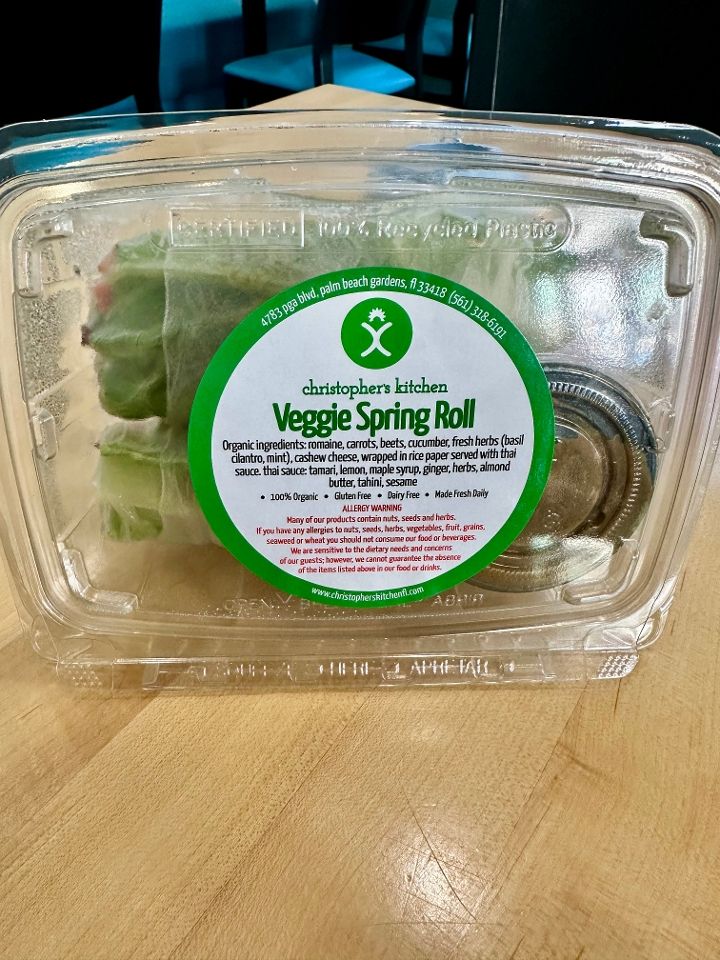 CERTIFIED 100% Recycled Plastic
4783 pga blvd, palm beach gardens, fl 33418 (561) 318-6191
christopher's kitchen
Veggie Spring Roll
Organic ingredients: romaine, carrots, beets, cucumber, fresh herbs (basil
cilantro, mint), cashew cheese, wrapped in rice paper served with thai
sauce. thai sauce: tamari, lemon, maple syrup, ginger, herbs, almond
butter, tahini, sesame
• 100% Organic • Gluten Free • Dairy Free • Made Fresh Daily
ALLERGY WARNING
Many of our products contain nuts, seeds and herbs.
If you have any allergies to nuts, seeds, herbs, vegetables, fruit, grains,
seaweed or wheat you should not consume our food or beverages.
We are sensitive to the dietary needs and concerns
of our guests; however, we cannot guarantee the absence
of the items listed above in our food or drinks.
www.christopherskitchenfl.com
HERE APRETAR